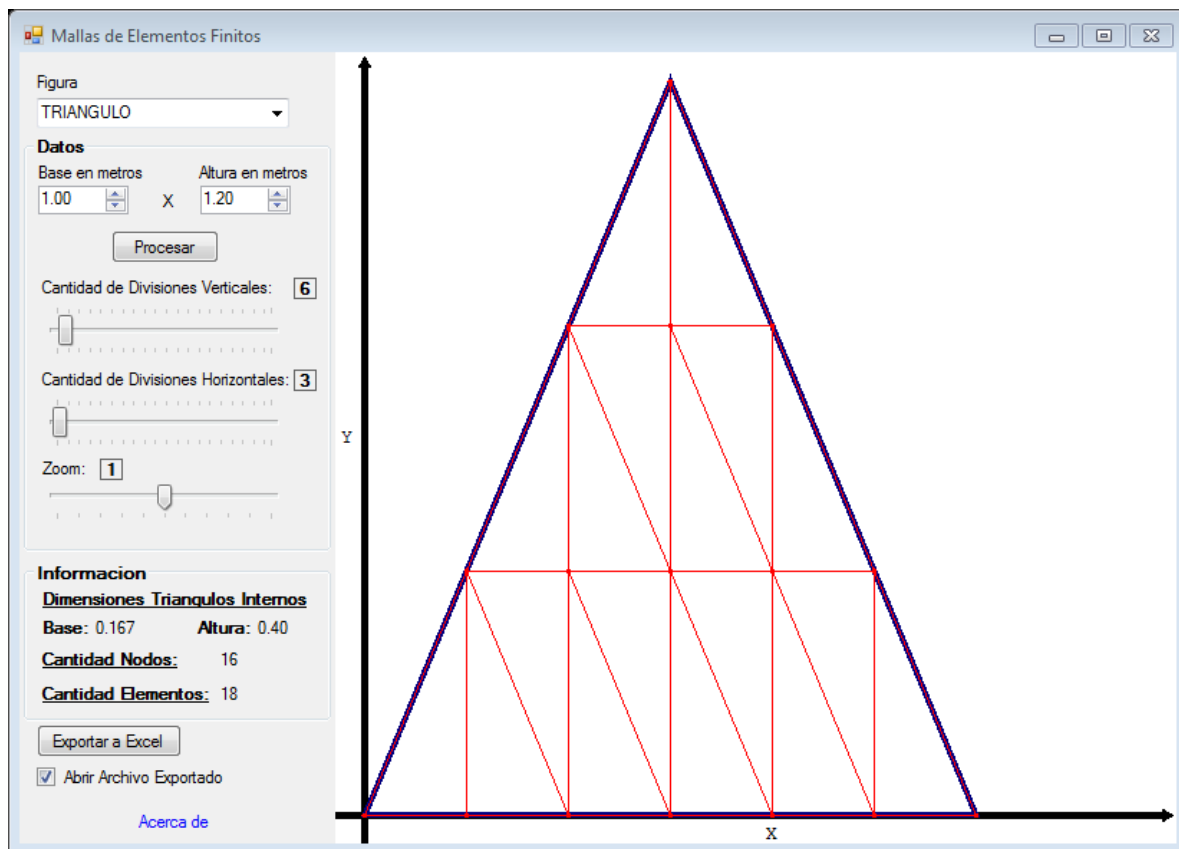 Mallas de Elementos Finitos
Figura
TRIANGULO
Datos
Base en metros Altura en metros
1.00 X 1.20
Procesar
Cantidad de Divisiones Verticales: 6
Cantidad de Divisiones Horizontales: 3
Zoom: 1
Informacion
Dimensiones Triangulos Internos
Base: 0.167 Altura: 0.40
Cantidad Nodos: 16
Cantidad Elementos: 18
Exportar a Excel
Abrir Archivo Exportado
Acerca de
Y
X